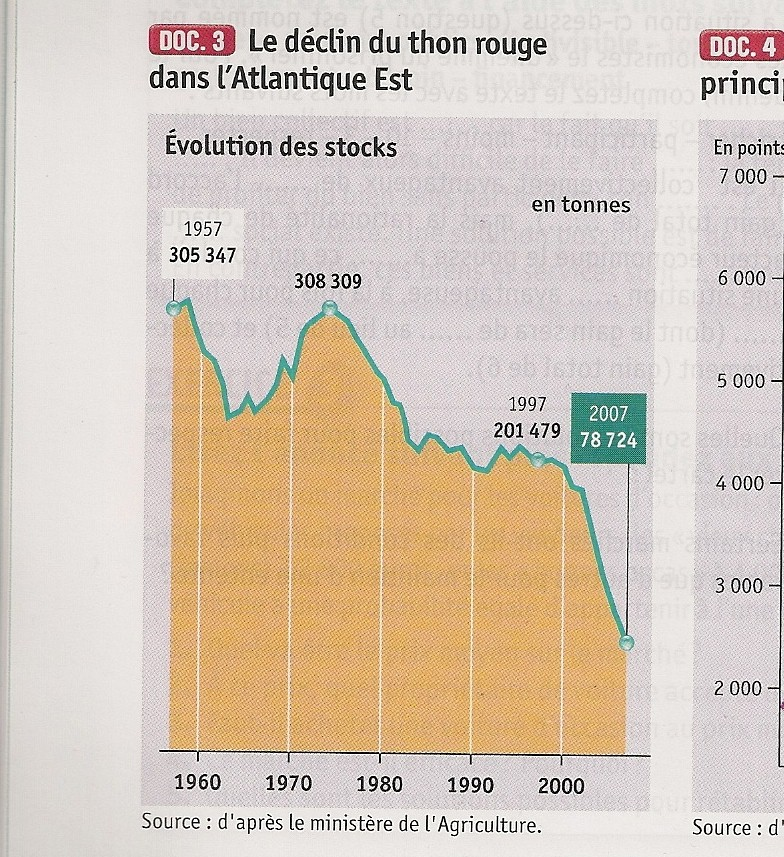 DOC. 3 Le déclin du thon rouge
dans l'Atlantique Est
Évolution des stocks
en tonnes
1957
305 347
308 309
1997
201 479
2007
78 724
1960 1970 1980 1990 2000
Source : d'après le ministère de l'Agriculture.
DOC. 4
princi
En points
7 000
6 000
5 000
4 000
3 000
2 000
Source : d'